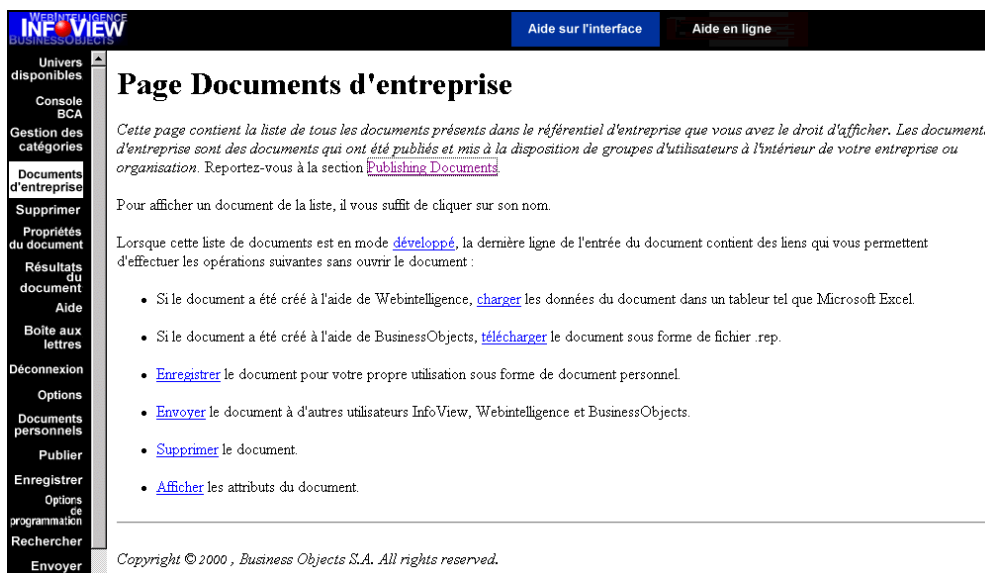 WEBINTELLIGENCE
INFOVIEW
BUSINESSOBJECTS
Aide sur l'interface
Aide en ligne
Univers
disponibles
Console
BCA
Gestion des
catégories
Documents
d'entreprise
Supprimer
Propriétés
du document
Résultats
du
document
Aide
Boîte aux
lettres
Déconnexion
Options
Documents
personnels
Publier
Enregistrer
Options
de
programmation
Rechercher
Envoyer
Page Documents d'entreprise
Cette page contient la liste de tous les documents présents dans le référentiel d'entreprise que vous avez le droit d'afficher. Les document
d'entreprise sont des documents qui ont été publiés et mis à la disposition de groupes d'utilisateurs à l'intérieur de votre entreprise ou
organisation. Reportez-vous à la section Publishing Documents.
Pour afficher un document de la liste, il vous suffit de cliquer sur son nom.
Lorsque cette liste de documents est en mode développé, la dernière ligne de l'entrée du document contient des liens qui vous permettent
d'effectuer les opérations suivantes sans ouvrir le document :
• Si le document a été créé à l'aide de Webintelligence, charger les données du document dans un tableur tel que Microsoft Excel.
• Si le document a été créé à l'aide de BusinessObjects, télécharger le document sous forme de fichier .rep.
• Enregistrer le document pour votre propre utilisation sous forme de document personnel.
• Envoyer le document à d'autres utilisateurs InfoView, Webintelligence et BusinessObjects.
• Supprimer le document.
• Afficher les attributs du document.
Copyright © 2000 , Business Objects S.A. All rights reserved.